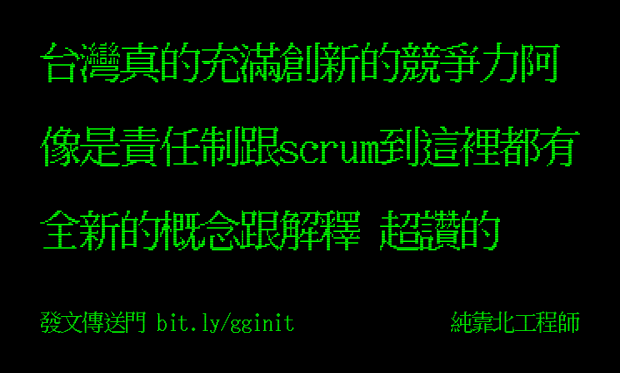 台灣真的充滿創新的競爭力阿
像是責任制跟scrum到這裡都有
全新的概念跟解釋 超讚的
發文傳送門 bit.ly/gginit
純靠北工程師